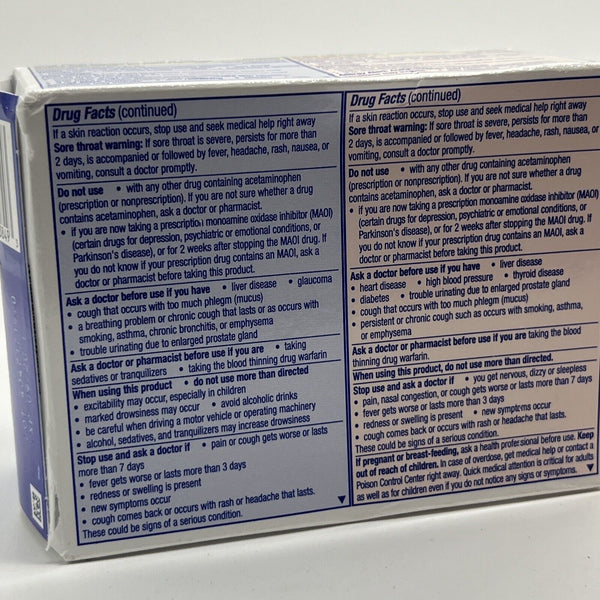 Drug Facts (continued)
If a skin reaction occurs, stop use and seek medical help right away
Sore throat warning: If sore throat is severe, persists for more than
2 days, is accompanied or followed by fever, headache, rash, nausea, or
vomiting, consult a doctor promptly.
Do not use • with any other drug containing acetaminophen
(prescription or nonprescription). If you are not sure whether a drug
contains acetaminophen, ask a doctor or pharmacist.
• if you are now taking a prescription monoamine oxidase inhibitor (MAOI)
(certain drugs for depression, psychiatric or emotional conditions, or
Parkinson's disease), or for 2 weeks after stopping the MAOI drug. If
you do not know if your prescription drug contains an MAOI, ask a
doctor or pharmacist before taking this product.
Ask a doctor before use if you have • liver disease • glaucoma
• cough that occurs with too much phlegm (mucus)
• a breathing problem or chronic cough that lasts or as occurs with
smoking, asthma, chronic bronchitis, or emphysema
• trouble urinating due to enlarged prostate gland
Ask a doctor or pharmacist before use if you are • taking
sedatives or tranquilizers • taking the blood thinning drug warfarin
When using this product • do not use more than directed
• excitability may occur, especially in children
• marked drowsiness may occur • avoid alcoholic drinks
• be careful when driving a motor vehicle or operating machinery
• alcohol, sedatives, and tranquilizers may increase drowsiness
Stop use and ask a doctor if • pain or cough gets worse or lasts
more than 7 days
• fever gets worse or lasts more than 3 days
• redness or swelling is present
• new symptoms occur
• cough comes back or occurs with rash or headache that lasts.
These could be signs of a serious condition.
Drug Facts (continued)
If a skin reaction occurs, stop use and seek medical help right away
Sore throat warning: If sore throat is severe, persists for more than
2 days, is accompanied or followed by fever, headache, rash, nausea, or
vomiting, consult a doctor promptly.
Do not use • with any other drug containing acetaminophen
(prescription or nonprescription). If you are not sure whether a drug
contains acetaminophen, ask a doctor or pharmacist.
• if you are now taking a prescription monoamine oxidase inhibitor (MAOI)
(certain drugs for depression, psychiatric or emotional conditions, or
Parkinson's disease), or for 2 weeks after stopping the MAOI drug. If
you do not know if your prescription drug contains an MAOI, ask a
doctor or pharmacist before taking this product.
Ask a doctor before use if you have • liver disease
• heart disease • high blood pressure • thyroid disease
• diabetes • trouble urinating due to enlarged prostate gland
• cough that occurs with too much phlegm (mucus)
• persistent or chronic cough such as occurs with smoking, asthma,
or emphysema
Ask a doctor or pharmacist before use if you are taking the blood
thinning drug warfarin.
When using this product, do not use more than directed.
Stop use and ask a doctor if • you get nervous, dizzy or sleepless
• pain, nasal congestion, or cough gets worse or lasts more than 7 days
• fever gets worse or lasts more than 3 days
• redness or swelling is present • new symptoms occur
• cough comes back or occurs with rash or headache that lasts.
These could be signs of a serious condition.
If pregnant or breast-feeding, ask a health professional before use. Keep
out of reach of children. In case of overdose, get medical help or contact a
Poison Control Center right away. Quick medical attention is critical for adults
as well as for children even if you do not notice any signs or symptoms.